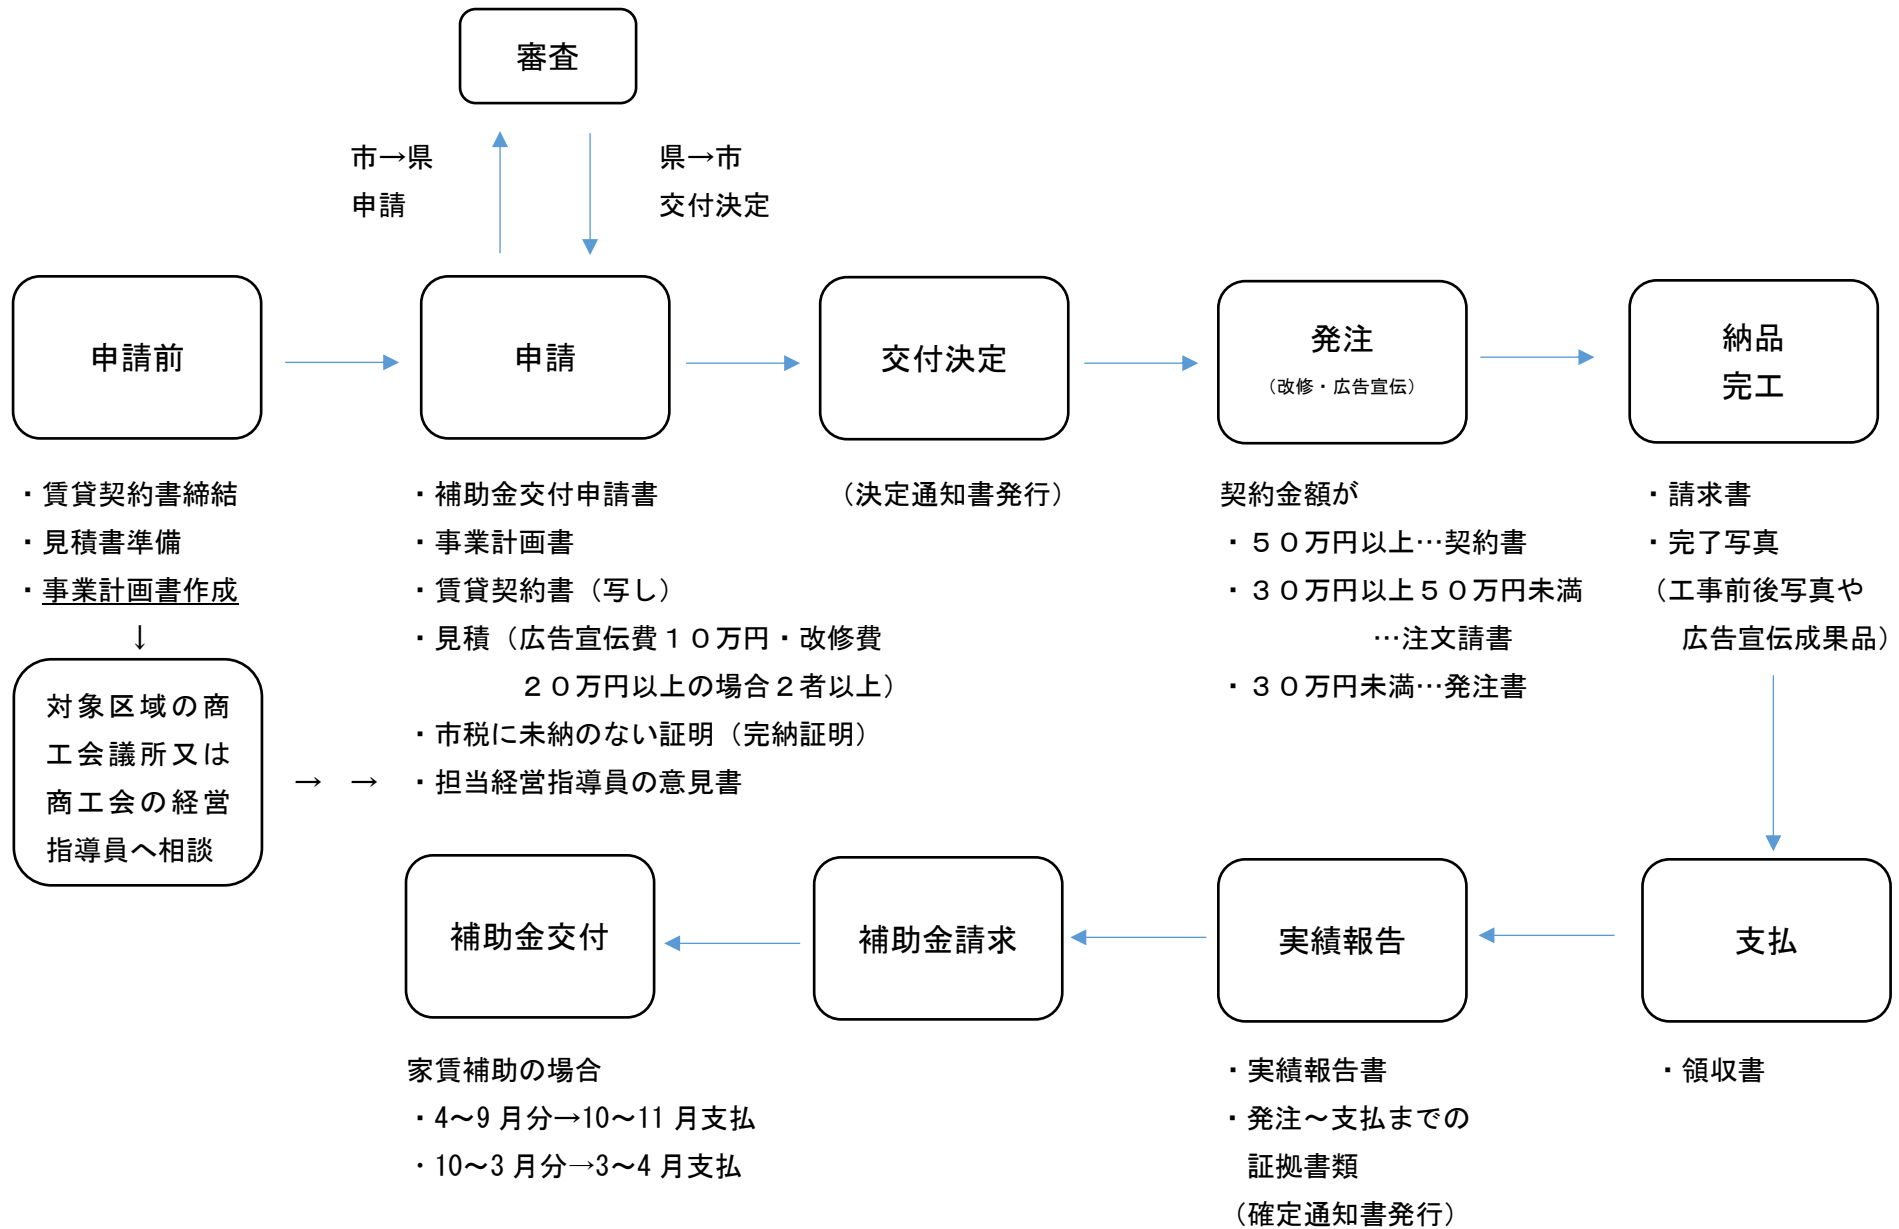 審査
市→県
申請
県→市
交付決定
申請前
申請
交付決定
発注
（改修・広告宣伝）
納品
完工
・賃貸契約書締結
・見積書準備
・事業計画書作成
↓
対象区域の商
工会議所又は
商工会の経営
指導員へ相談
→ →
・補助金交付申請書
・事業計画書
・賃貸契約書（写し）
・見積（広告宣伝費１０万円・改修費
２０万円以上の場合２者以上）
・市税に未納のない証明（完納証明）
・担当経営指導員の意見書
（決定通知書発行）
契約金額が
・５０万円以上…契約書
・３０万円以上５０万円未満
…注文請書
・３０万円未満…発注書
・請求書
・完了写真
（工事前後写真や
広告宣伝成果品）
補助金交付
補助金請求
実績報告
支払
家賃補助の場合
・4～9 月分→10～11 月支払
・10～3 月分→3～4 月支払
・実績報告書
・発注～支払までの
証拠書類
（確定通知書発行）
・領収書